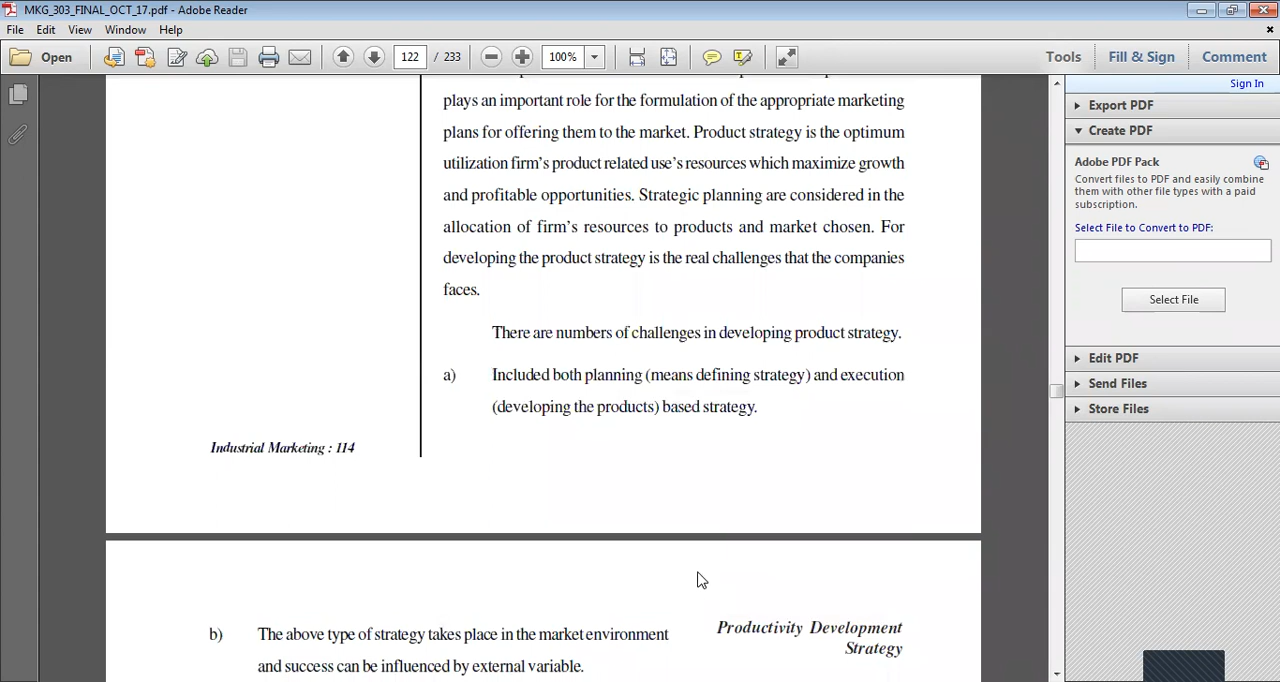 MKG_303_FINAL_OCT_17.pdf - Adobe Reader
File Edit View Window Help
Open 122 / 233 100% Tools Fill & Sign Comment
Sign In
Export PDF
Create PDF
Adobe PDF Pack
Convert files to PDF and easily combine
them with other file types with a paid
subscription.
Select File to Convert to PDF:
Select File
Edit PDF
Send Files
Store Files
plays an important role for the formulation of the appropriate marketing
plans for offering them to the market. Product strategy is the optimum
utilization firm's product related use's resources which maximize growth
and profitable opportunities. Strategic planning are considered in the
allocation of firm's resources to products and market chosen. For
developing the product strategy is the real challenges that the companies
faces.
There are numbers of challenges in developing product strategy.
a) Included both planning (means defining strategy) and execution
(developing the products) based strategy.
Industrial Marketing : 114
Productivity Development
Strategy
b) The above type of strategy takes place in the market environment
and success can be influenced by external variable.